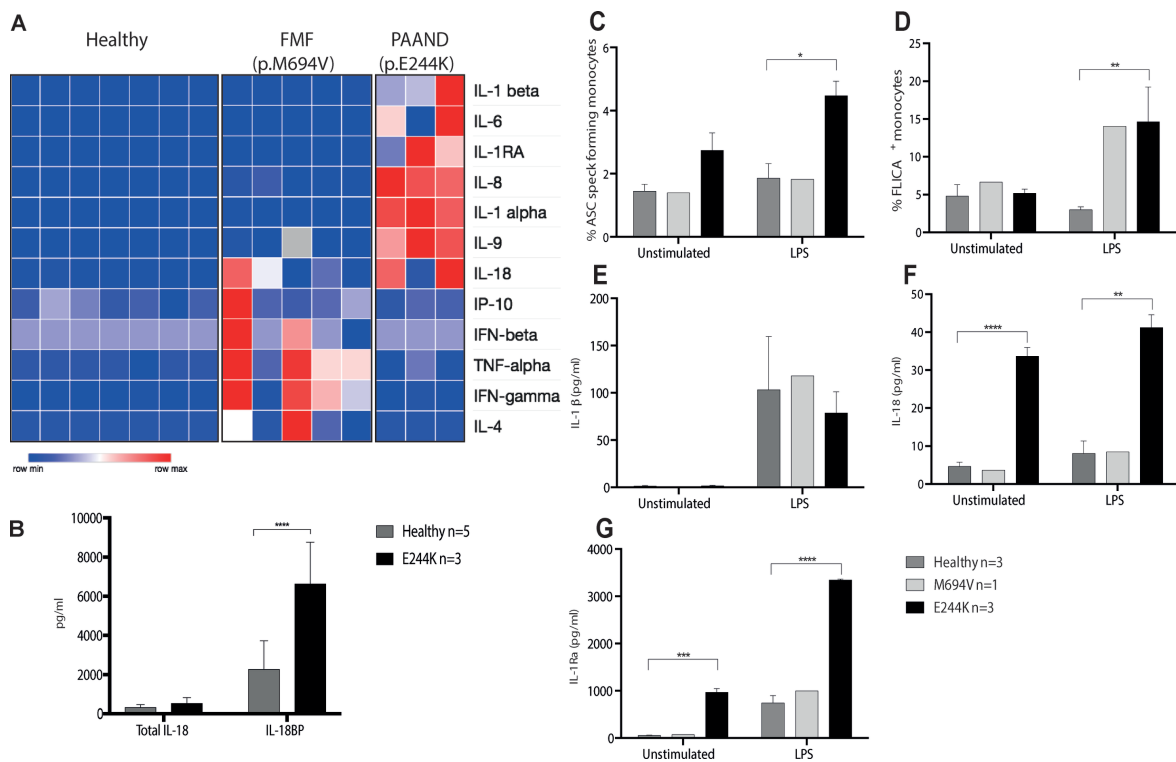 A
Healthy
FMF
(p.M694V)
PAAND
(p.E244K)
IL-1 beta
IL-6
IL-1RA
IL-8
IL-1 alpha
IL-9
IL-18
IP-10
IFN-beta
TNF-alpha
IFN-gamma
IL-4
row min
row max
B
10000
8000
6000
4000
2000
0
pg/ml
****
Total IL-18
IL-18BP
Healthy n=5
E244K n=3
C
6
4
2
0
% ASC speck forming monocytes
*
Unstimulated
LPS
D
25
20
15
10
5
0
% FLICA + monocytes
**
Unstimulated
LPS
E
200
150
100
50
0
IL-1 β (pg/ml)
Unstimulated
LPS
F
50
40
30
20
10
0
IL-18 (pg/ml)
****
**
Unstimulated
LPS
G
4000
3000
2000
1000
0
IL-1Ra (pg/ml)
***
****
Unstimulated
LPS
Healthy n=3
M694V n=1
E244K n=3